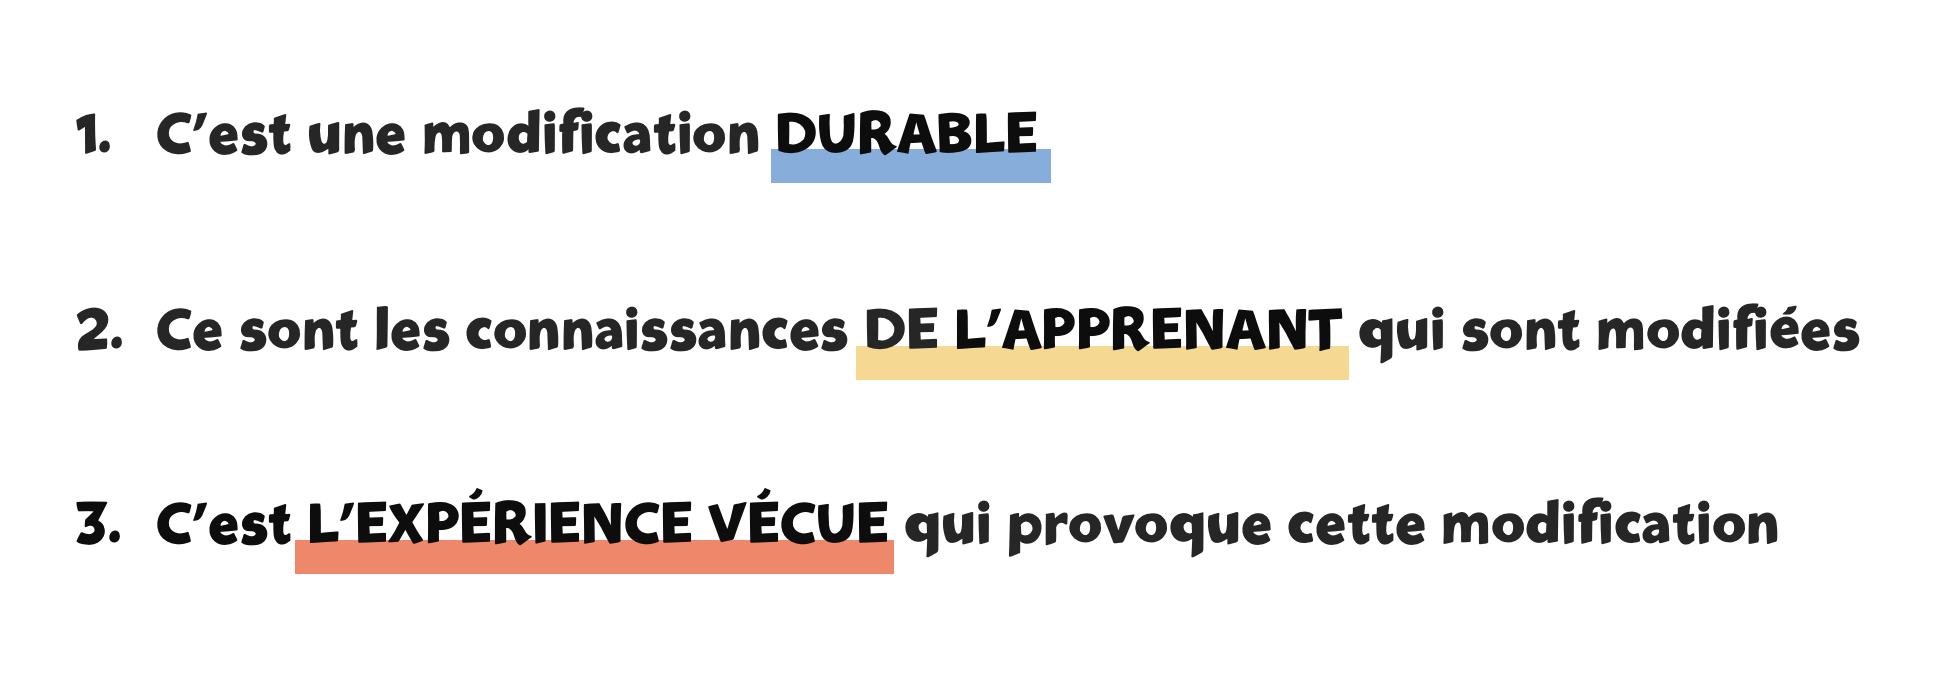 1. C’est une modification DURABLE
2. Ce sont les connaissances DE L’APPRENANT qui sont modifiées
3. C’est L’EXPÉRIENCE VÉCUE qui provoque cette modification